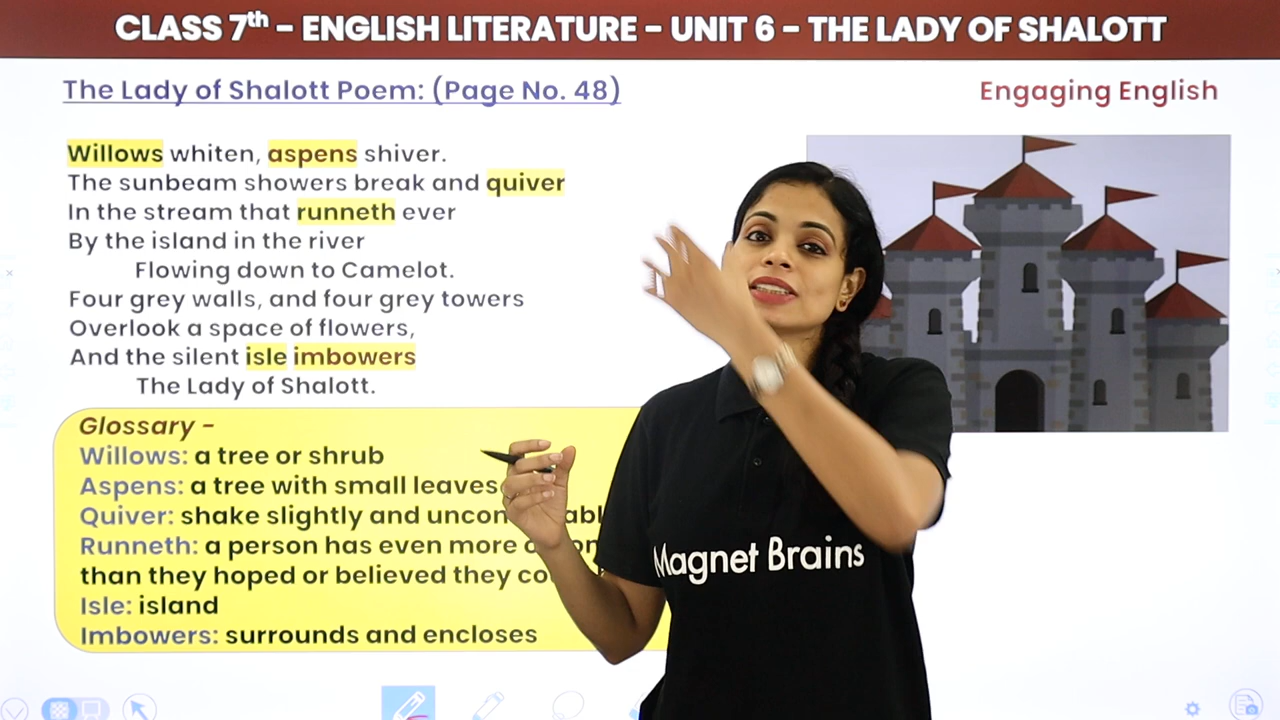 CLASS 7th – ENGLISH LITERATURE – UNIT 6 – THE LADY OF SHALOTT
The Lady of Shalott Poem: (Page No. 48)
Engaging English
Willows whiten, aspens shiver.
The sunbeam showers break and quiver
In the stream that runneth ever
By the island in the river
Flowing down to Camelot.
Four grey walls, and four grey towers
Overlook a space of flowers,
And the silent isle imbowers
The Lady of Shalott.
Glossary –
Willows: a tree or shrub
Aspens: a tree with small leaves
Quiver: shake slightly and
Runneth: a person has even more
than they hoped or believed they
Isle: island
Imbowers: surrounds and encloses
Magnet Brains